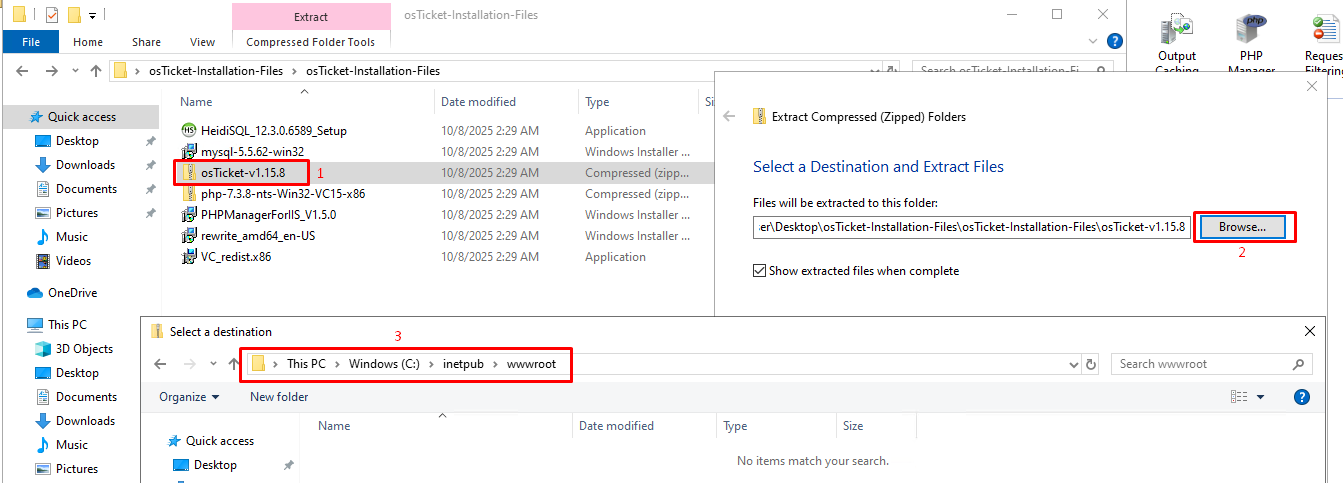 Extract
osTicket-Installation-Files
File
Home
Share
View
Compressed Folder Tools
?
osTicket-Installation-Files > osTicket-Installation-Files
Search osTicket-Installation-Fi...
Name
Date modified
Type
Quick access
Desktop
Downloads
Documents
Pictures
Music
Videos
OneDrive
This PC
3D Objects
Desktop
Documents
Downloads
Music
Pictures
HeidiSQL_12.3.0.6589_Setup 10/8/2025 2:29 AM Application
mysql-5.5.62-win32 10/8/2025 2:29 AM Windows Installer ...
osTicket-v1.15.8 1 10/8/2025 2:29 AM Compressed (zipp...
php-7.3.8-nts-Win32-VC15-x86 10/8/2025 2:29 AM Compressed (zipp...
PHPManagerForIIS_V1.5.0 10/8/2025 2:29 AM Windows Installer ...
rewrite_amd64_en-US 10/8/2025 2:29 AM Windows Installer ...
VC_redist.x86 10/8/2025 2:29 AM Application
Output
Caching
PHP
Manager
Request
Filtering
Extract Compressed (Zipped) Folders
Select a Destination and Extract Files
Files will be extracted to this folder:
er\Desktop\osTicket-Installation-Files\osTicket-Installation-Files\osTicket-v1.15.8
Browse...
2
Show extracted files when complete
Select a destination
3
This PC > Windows (C:) > inetpub > wwwroot
Search wwwroot
Organize
New folder
?
Quick access
Desktop
Name
Date modified
Type
Size
No items match your search.